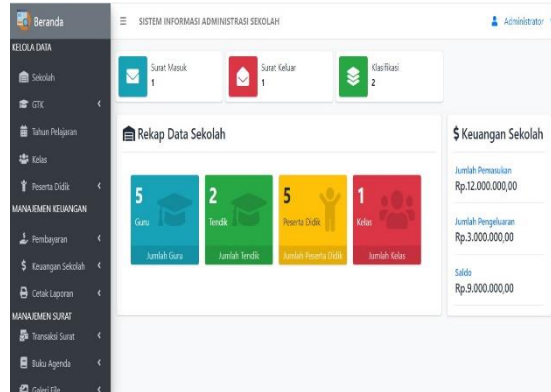 Beranda
SISTEM INFORMASI ADMINISTRASI SEKOLAH
Administrator
KELOLA DATA
Sekolah
GTK
Tahun Pelajaran
Kelas
Peserta Didik
MANAJEMEN KEUANGAN
Pembayaran
Keuangan Sekolah
Cetak Laporan
MANAJEMEN SURAT
Transaksi Surat
Buku Agenda
Galeri File
Surat Masuk
1
Surat Keluar
1
Klasifikasi
2
Rekap Data Sekolah
5
Guru
Jumlah Guru
2
Tendik
Jumlah Tendik
5
Peserta Didik
Jumlah Peserta Didik
1
Kelas
Jumlah Kelas
$ Keuangan Sekolah
Jumlah Pemasukan
Rp.12.000.000,00
Jumlah Pengeluaran
Rp.3.000.000,00
Saldo
Rp.9.000.000,00